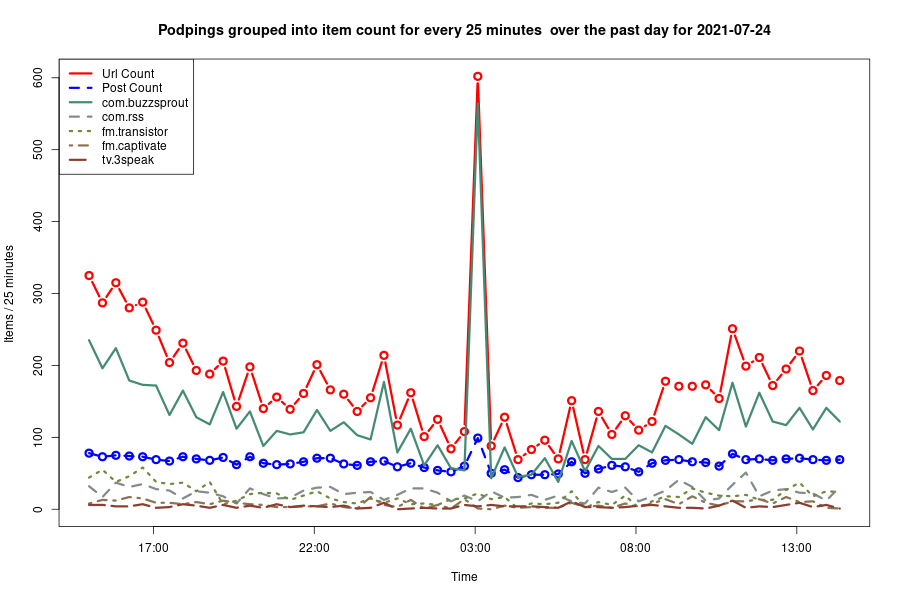 Podpings grouped into item count for every 25 minutes  over the past day for 2021-07-24
Url Count
Post Count
com.buzzsprout
com.rss
fm.transistor
fm.captivate
tv.3speak
600
500
400
300
200
100
0
Items / 25 minutes
17:00
22:00
03:00
08:00
13:00
Time